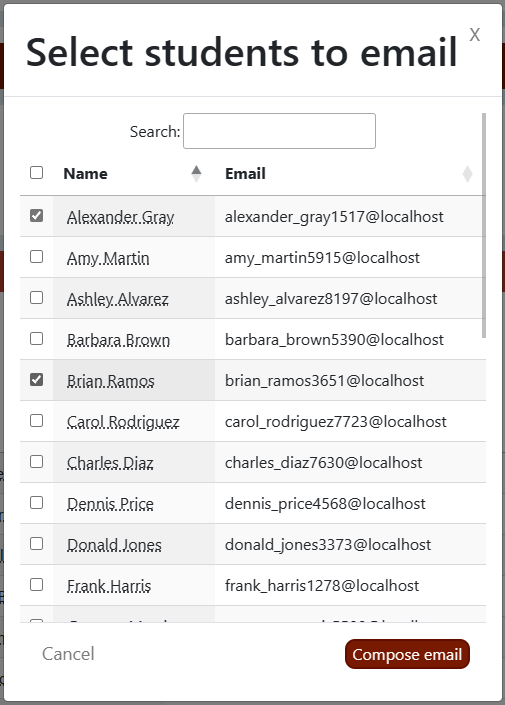 Select students to email X
Search:
Name Email
Alexander Gray alexander_gray1517@localhost
Amy Martin amy_martin5915@localhost
Ashley Alvarez ashley_alvarez8197@localhost
Barbara Brown barbara_brown5390@localhost
Brian Ramos brian_ramos3651@localhost
Carol Rodriguez carol_rodriguez7723@localhost
Charles Diaz charles_diaz7630@localhost
Dennis Price dennis_price4568@localhost
Donald Jones donald_jones3373@localhost
Frank Harris frank_harris1278@localhost
Cancel Compose email